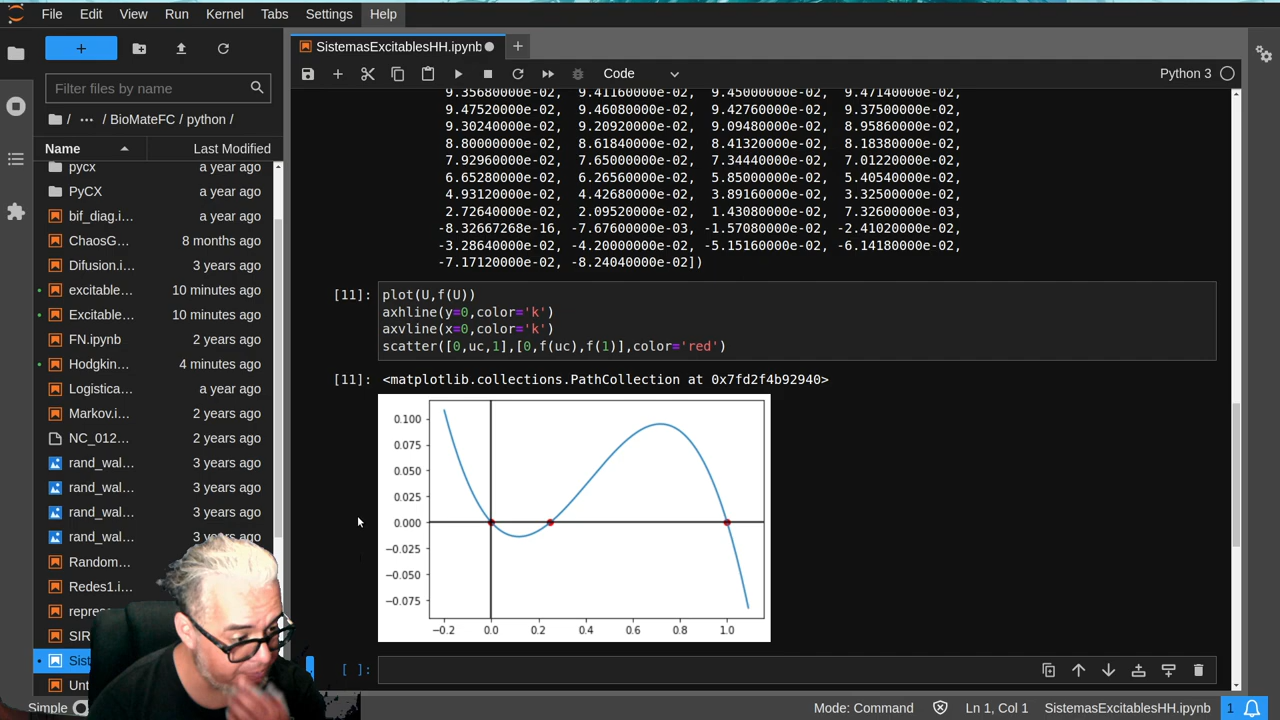 File Edit View Run Kernel Tabs Settings Help
SistemasExcitablesHH.ipynb
Code
Python 3
Filter files by name
/ ··· / BioMateFC / python /
Name
Last Modified
pycx a year ago
PyCX a year ago
bif_diag.i... a year ago
ChaosG... 8 months ago
Difusion.i... 3 years ago
excitable... 10 minutes ago
Excitable... 10 minutes ago
FN.ipynb 2 years ago
Hodgkin... 4 minutes ago
Logistica... a year ago
Markov.i... 2 years ago
NC_012... 2 years ago
rand_wal... 3 years ago
rand_wal... 3 years ago
rand_wal... 3 years ago
rand_wal... 3 years ago
Random...
Redes1.i...
SIR
Simple
9.35680000e-02, 9.41160000e-02, 9.45000000e-02, 9.47140000e-02,
9.47520000e-02, 9.46080000e-02, 9.42760000e-02, 9.37500000e-02,
9.30240000e-02, 9.20920000e-02, 9.09480000e-02, 8.95860000e-02,
8.80000000e-02, 8.61840000e-02, 8.41320000e-02, 8.18380000e-02,
7.92960000e-02, 7.65000000e-02, 7.34440000e-02, 7.01220000e-02,
6.65280000e-02, 6.26560000e-02, 5.85000000e-02, 5.40540000e-02,
4.93120000e-02, 4.42680000e-02, 3.89160000e-02, 3.32500000e-02,
2.72640000e-02, 2.09520000e-02, 1.43080000e-02, 7.32600000e-03,
-8.32667268e-16, -7.67600000e-03, -1.57080000e-02, -2.41020000e-02,
-3.28640000e-02, -4.20000000e-02, -5.15160000e-02, -6.14180000e-02,
-7.17120000e-02, -8.24040000e-02])
[11]: plot(U,f(U))
axhline(y=0,color='k')
axvline(x=0,color='k')
scatter([0,uc,1],[0,f(uc),f(1)],color='red')
[11]: <matplotlib.collections.PathCollection at 0x7fd2f4b92940>
0.100
0.075
0.050
0.025
0.000
−0.025
−0.050
−0.075
−0.2 0.0 0.2 0.4 0.6 0.8 1.0
[ ]:
Mode: Command
Ln 1, Col 1
SistemasExcitablesHH.ipynb
1